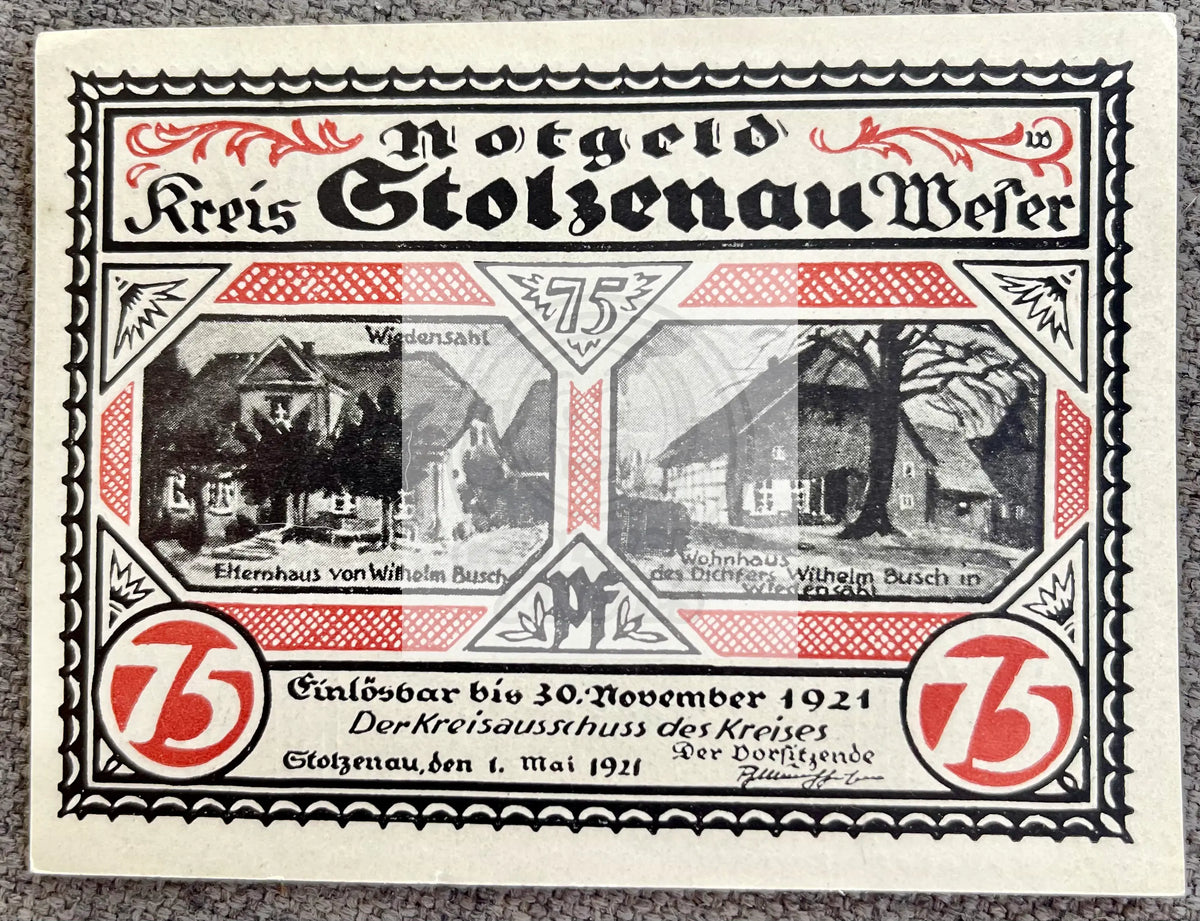 Notgeld
Kreis Stolzenau Weser
W
75
Wiedensahl
Elternhaus von Wilhelm Busch
Wohnhaus
des Dichters Wilhelm Busch in
Wiedensahl
Pf
75
75
Einlösbar bis 30. November 1921
Der Kreisausschuss des Kreises
Stolzenau, den 1. Mai 1921
Der Vorsitzende